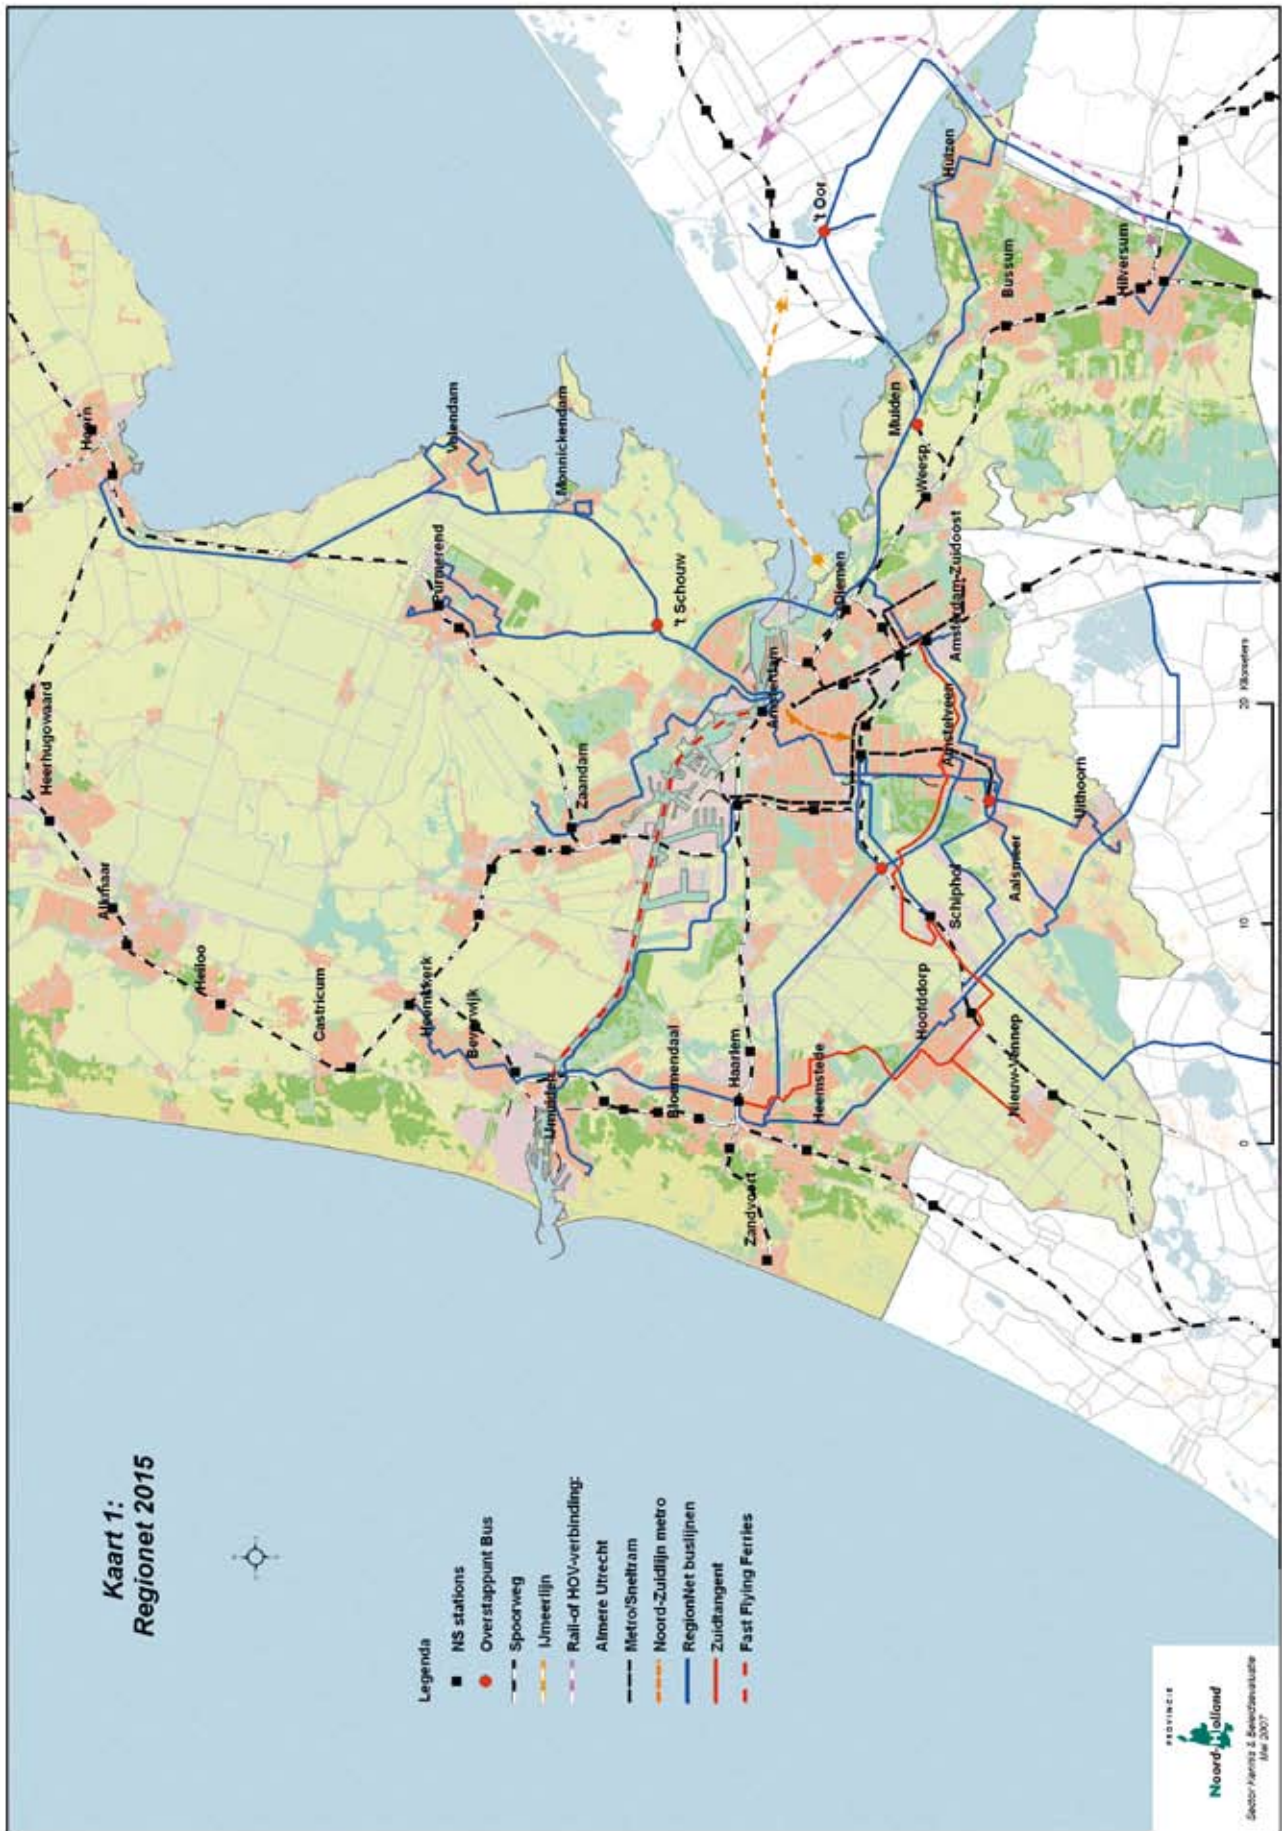 Kaart 1:
Regionet 2015
Legenda
NS stations
Overstappunt Bus
Spoorweg
IJmeerlijn
Rail-of HOV-verbinding:
Almere Utrecht
Metro/Sneltram
Noord-Zuidlijn metro
RegionNet buslijnen
Zuidtangent
Fast Flying Ferries
Heerhugowaard
Hoorn
Alkmaar
Heiloo
Castricum
Heemskerk
Beverwijk
IJmuiden
Purmerend
Volendam
Monnickendam
Zaandam
't Schouw
Bloemendaal
Haarlem
Zandvoort
Heemstede
Amsterdam
Diemen
't Oor
Muiden
Weesp
Huizen
Bussum
Hilversum
Amsterdam-Zuidoost
Amstelveen
Schiphol
Hoofddorp
Nieuw-Vennep
Aalsmeer
Uithoorn
0
10
20
Kilometers
PROVINCIE
Noord-Holland
Sector Kennis & Beleidsevaluatie
Mei 2007